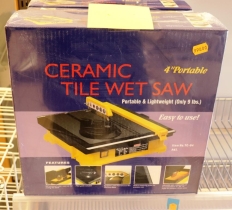 4" Portable
CERAMIC
TILE WET SAW
Portable & Lightweight (Only 9 lbs.)
Easy to use!
FEATURES